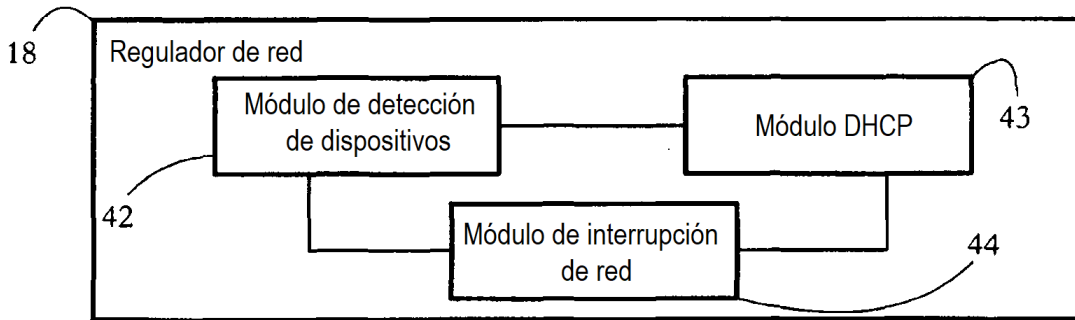 18
Regulador de red
Módulo de detección
de dispositivos
Módulo DHCP
43
42
Módulo de interrupción
de red
44